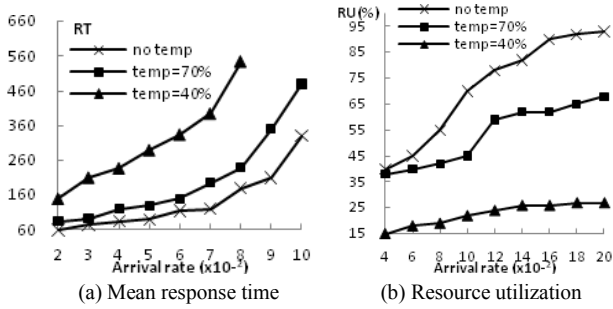 (a)
RT
no temp
temp=70%
temp=40%
660
560
460
360
260
160
60
2 3 4 5 6 7 8 9 10
Arrival rate (x10⁻²)
(a) Mean response time
RU(%)
no temp
temp=70%
temp=40%
95
85
75
65
55
45
35
25
15
4 6 8 10 12 14 16 18 20
Arrival rate (x10⁻²)
(b) Resource utilization